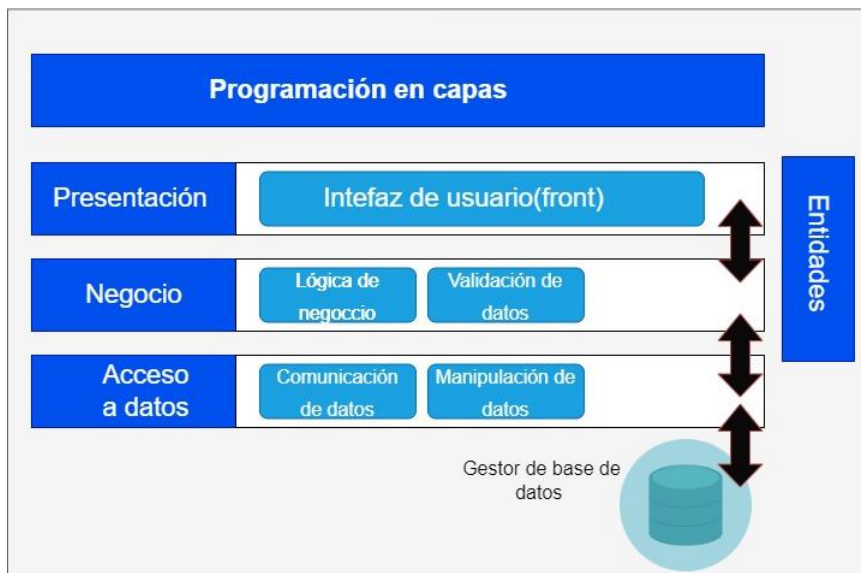 Programación en capas
Presentación
Intefaz de usuario(front)
Entidades
Negocio
Lógica de
negoccio
Validación de
datos
Acceso
a datos
Comunicación
de datos
Manipulación de
datos
Gestor de base de
datos